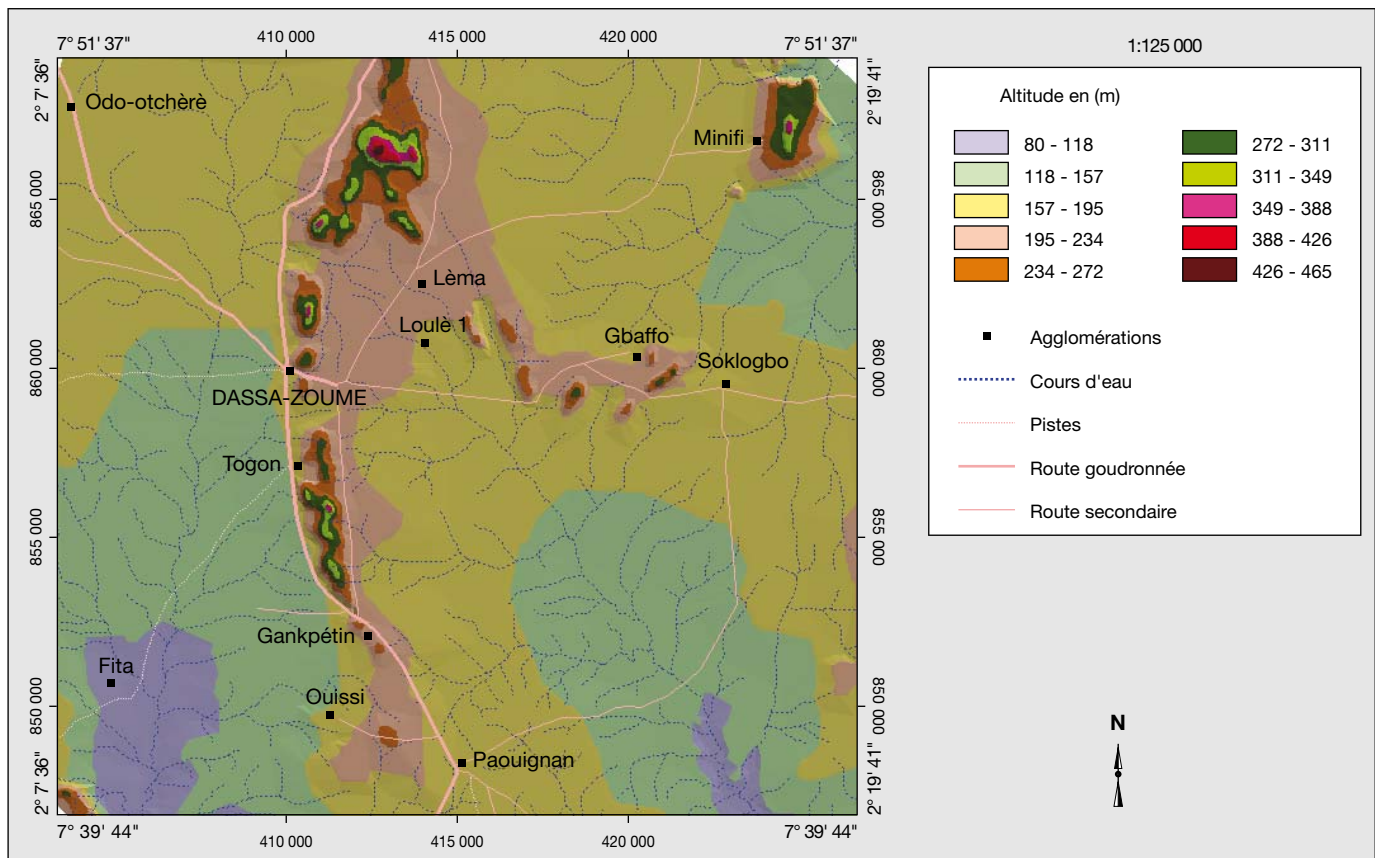 410 000
415 000
420 000
7° 51' 37"
7° 51' 37"
1:125 000
2° 7' 36"
2° 19' 41"
Odo-otchèrè
Minifi
865 000
000 598
Lèma
Loulè 1
Gbaffo
Soklogbo
860 000
000 098
DASSA-ZOUME
Togon
855 000
000 558
Gankpétin
Fita
Ouissi
850 000
000 058
Paouignan
2° 7' 36"
2° 19' 41"
7° 39' 44"
7° 39' 44"
410 000
415 000
420 000
Altitude en (m)
80 - 118
118 - 157
157 - 195
195 - 234
234 - 272
272 - 311
311 - 349
349 - 388
388 - 426
426 - 465
Agglomérations
Cours d'eau
Pistes
Route goudronnée
Route secondaire
N